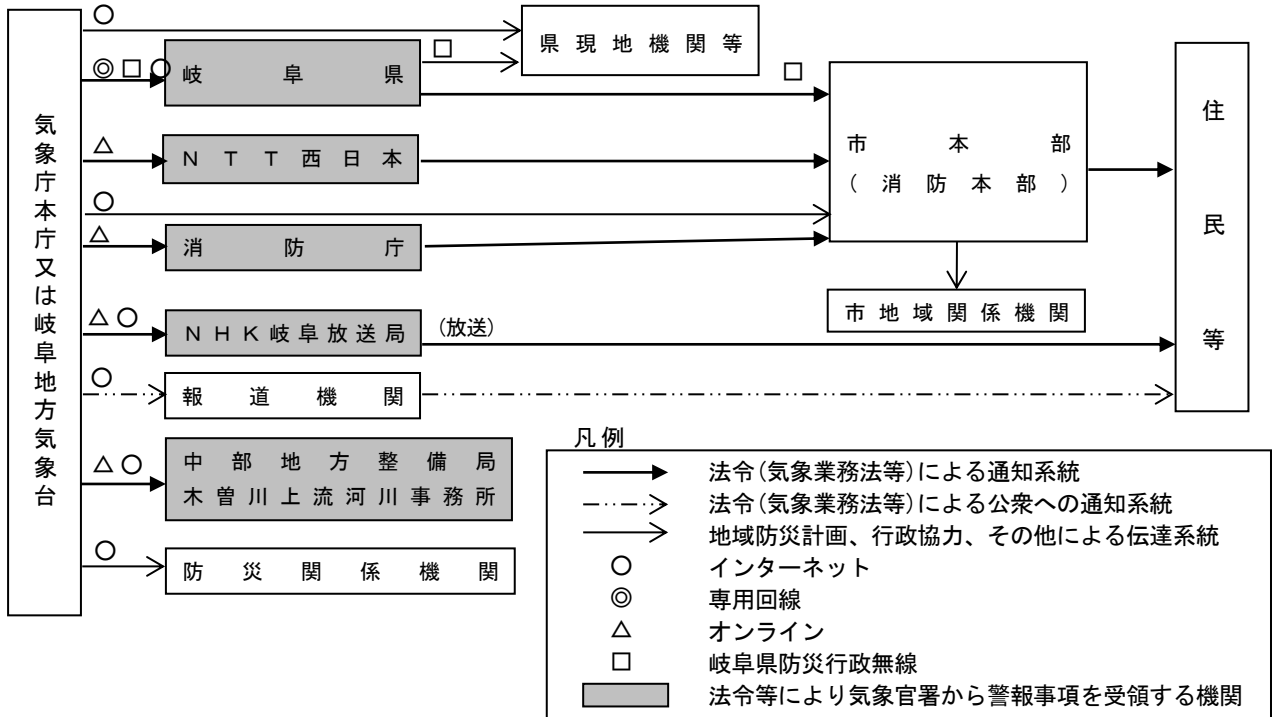 気象庁本庁又は岐阜地方気象台
○
県現地機関等
◎□○
岐阜県
□
□
△
NTT西日本
○
△
消防庁
市本部
(消防本部)
市地域関係機関
住民等
△○
NHK岐阜放送局
(放送)
○
報道機関
△○
中部地方整備局
木曽川上流河川事務所
○
防災関係機関
凡例
法令(気象業務法等)による通知系統
法令(気象業務法等)による公衆への通知系統
地域防災計画、行政協力、その他による伝達系統
○ インターネット
◎ 専用回線
△ オンライン
□ 岐阜県防災行政無線
法令等により気象官署から警報事項を受領する機関